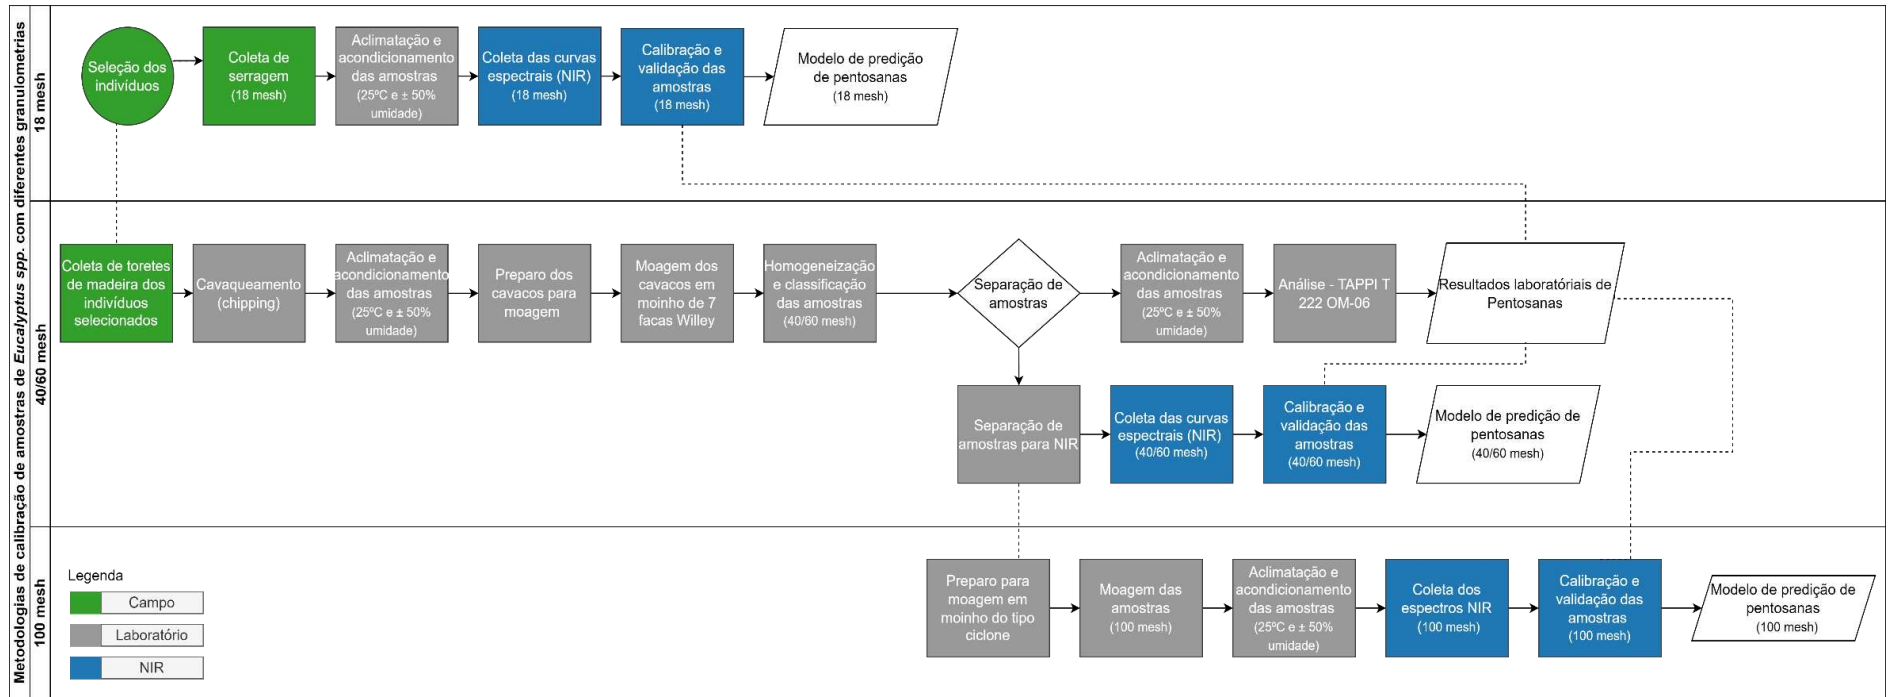 Metodologias de calibração de amostras de Eucalyptus spp. com diferentes granulometrias
18 mesh
Seleção dos
indivíduos
Coleta de
serragem
(18 mesh)
Aclimatação e
acondicionamento
das amostras
(25ºC e ± 50%
umidade)
Coleta das curvas
espectrais (NIR)
(18 mesh)
Calibração e
validação das
amostras
(18 mesh)
Modelo de predição
de pentosanas
(18 mesh)
40/60 mesh
Coleta de toretes
de madeira dos
indivíduos
selecionados
Cavaqueamento
(chipping)
Aclimatação e
acondicionamento
das amostras
(25ºC e ± 50%
umidade)
Preparo dos
cavacos para
moagem
Moagem dos
cavacos em
moinho de 7
facas Willey
Homogeneização
e classificação
das amostras
(40/60 mesh)
Separação de
amostras
Aclimatação e
acondicionamento
das amostras
(25ºC e ± 50%
umidade)
Análise - TAPPI T
222 OM-06
Resultados laboratóriais de
Pentosanas
Separação de
amostras para NIR
Coleta das curvas
espectrais (NIR)
(40/60 mesh)
Calibração e
validação das
amostras
(40/60 mesh)
Modelo de predição de
pentosanas
(40/60 mesh)
100 mesh
Legenda
Campo
Laboratório
NIR
Preparo para
moagem em
moinho do tipo
ciclone
Moagem das
amostras
(100 mesh)
Aclimatação e
acondicionamento
das amostras
(25ºC e ± 50%
umidade)
Coleta dos
espectros NIR
(100 mesh)
Calibração e
validação das
amostras
(100 mesh)
Modelo de predição de
pentosanas
(100 mesh)